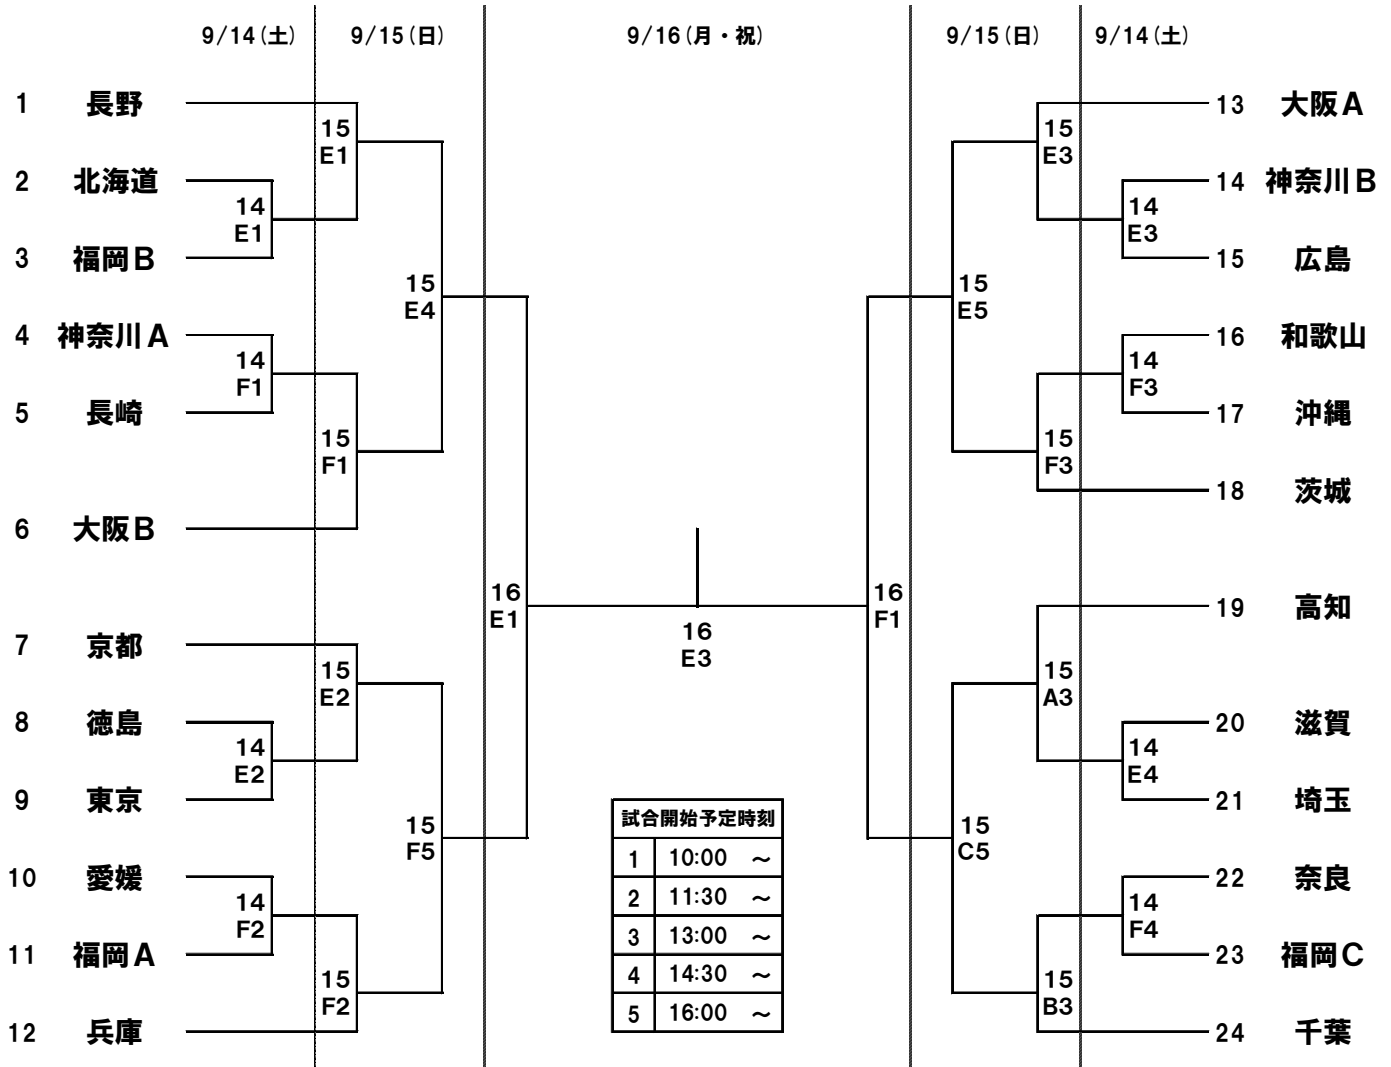 9/14(土) 9/15(日) 9/16(月・祝) 9/15(日) 9/14(土)
1 長野
2 北海道
3 福岡B
4 神奈川A
5 長崎
6 大阪B
7 京都
8 徳島
9 東京
10 愛媛
11 福岡A
12 兵庫
14
E1
14
F1
14
E2
14
F2
15
E1
15
F1
15
E2
15
F2
15
E4
15
F5
16
E1
16
E3
16
F1
試合開始予定時刻
1 10:00 ～
2 11:30 ～
3 13:00 ～
4 14:30 ～
5 16:00 ～
15
E5
15
C5
15
E3
15
F3
15
A3
15
B3
14
E3
14
F3
14
E4
14
F4
13 大阪A
14 神奈川B
15 広島
16 和歌山
17 沖縄
18 茨城
19 高知
20 滋賀
21 埼玉
22 奈良
23 福岡C
24 千葉